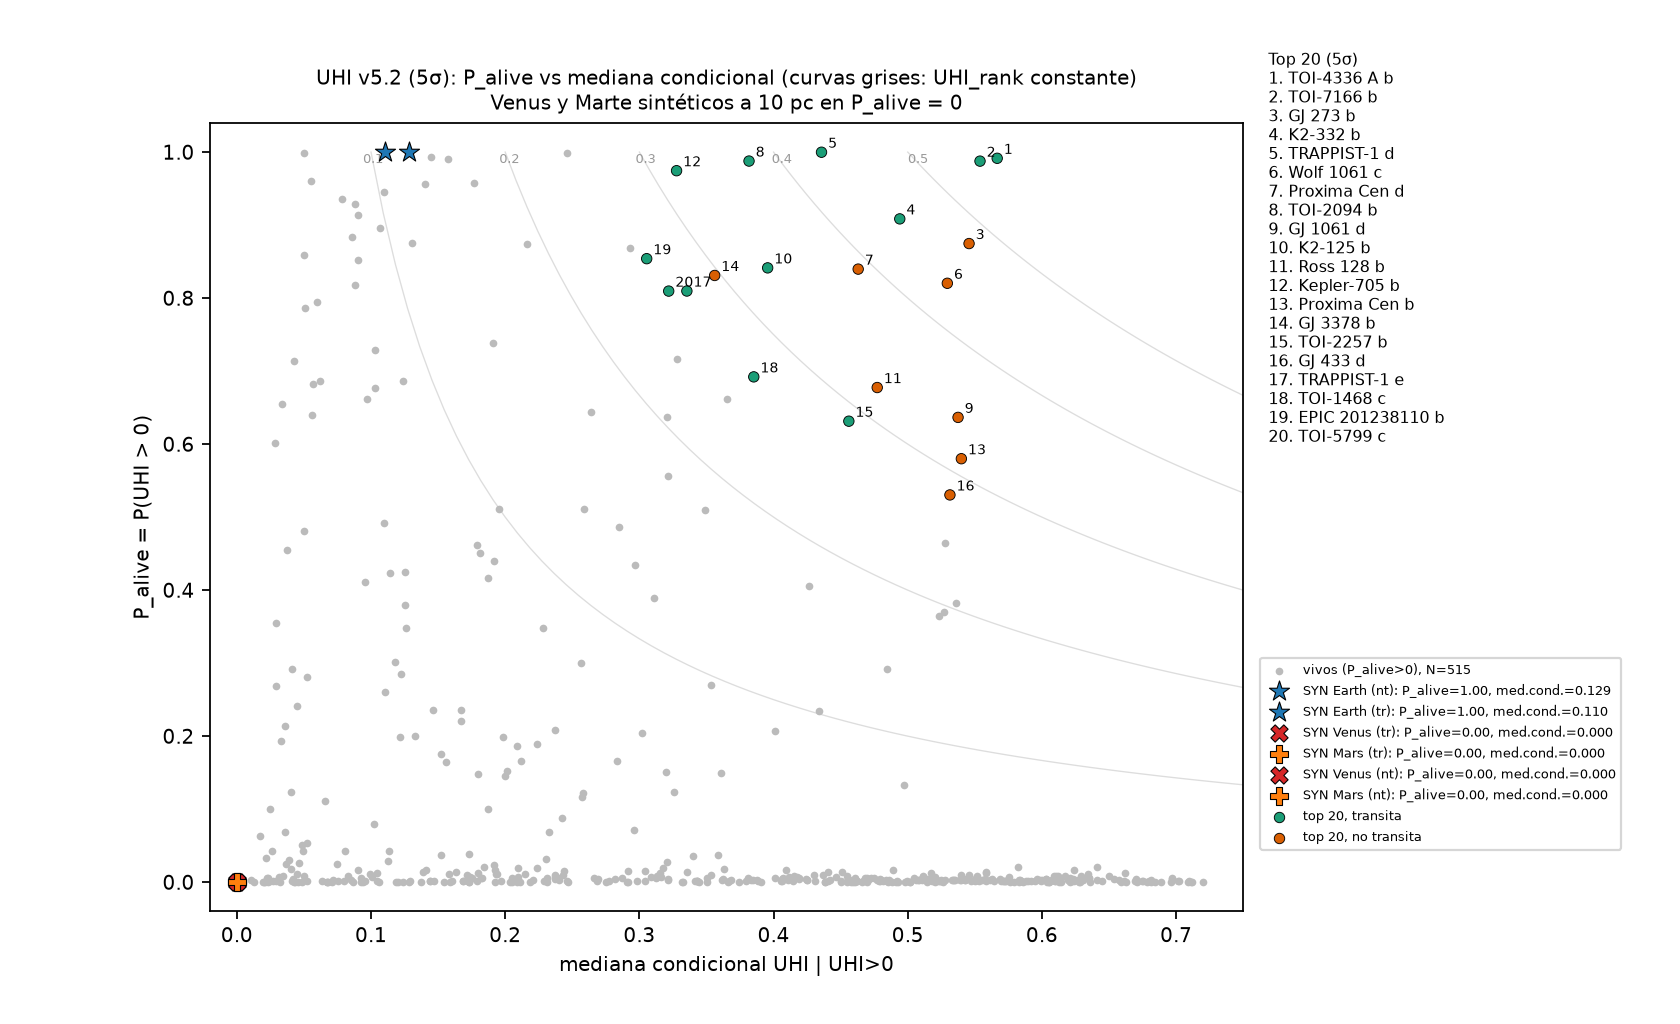 UHI v5.2 (5σ): P_alive vs mediana condicional (curvas grises: UHI_rank constante)
Venus y Marte sintéticos a 10 pc en P_alive = 0
P_alive = P(UHI > 0)
1.0
0.8
0.6
0.4
0.2
0.0
0.1
0.2
0.3
0.4
0.5
1
2
3
4
5
6
7
8
9
10
11
12
13
14
15
16
17
18
19
20
0.0
0.1
0.2
0.3
0.4
0.5
0.6
0.7
mediana condicional UHI | UHI>0
Top 20 (5σ)
1. TOI-4336 A b
2. TOI-7166 b
3. GJ 273 b
4. K2-332 b
5. TRAPPIST-1 d
6. Wolf 1061 c
7. Proxima Cen d
8. TOI-2094 b
9. GJ 1061 d
10. K2-125 b
11. Ross 128 b
12. Kepler-705 b
13. Proxima Cen b
14. GJ 3378 b
15. TOI-2257 b
16. GJ 433 d
17. TRAPPIST-1 e
18. TOI-1468 c
19. EPIC 201238110 b
20. TOI-5799 c
vivos (P_alive>0), N=515
SYN Earth (nt): P_alive=1.00, med.cond.=0.129
SYN Earth (tr): P_alive=1.00, med.cond.=0.110
SYN Venus (tr): P_alive=0.00, med.cond.=0.000
SYN Mars (tr): P_alive=0.00, med.cond.=0.000
SYN Venus (nt): P_alive=0.00, med.cond.=0.000
SYN Mars (nt): P_alive=0.00, med.cond.=0.000
top 20, transita
top 20, no transita